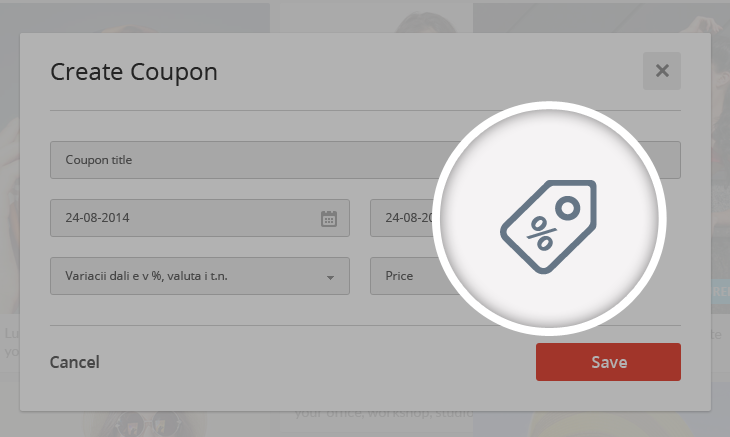 Create Coupon
Coupon title
24-08-2014
24-08-20
Variacii dali e v %, valuta i t.n.
Price
%
Cancel
Save
your office, workshop, studio